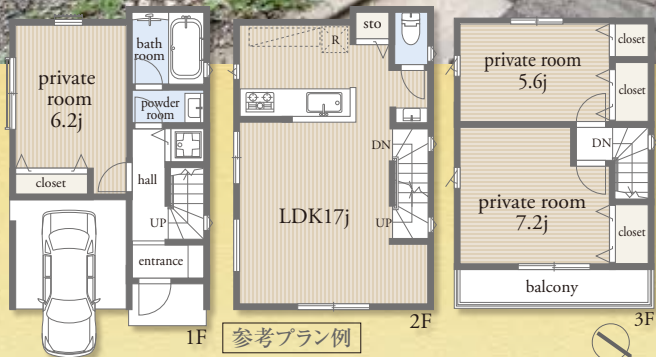 bath
room
private
room
6.2j
powder
room
closet
hall
UP
entrance
1F
sto
R
DN
LDK17j
UP
2F
参考プラン例
closet
private room
5.6j
closet
DN
private room
7.2j
closet
balcony
3F